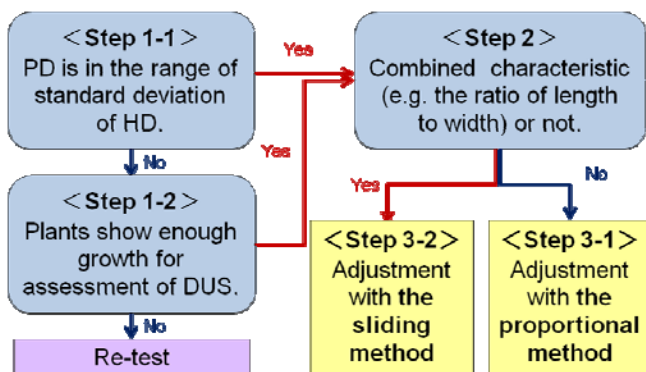 ＜Step 1-1＞
PD is in the range of
standard deviation
of HD.
Yes
No
＜Step 1-2＞
Plants show enough
growth for
assessment of DUS.
Yes
No
Re-test
＜Step 2＞
Combined characteristic
(e.g. the ratio of length
to width) or not.
Yes
No
＜Step 3-2＞
Adjustment
with the
sliding
method
＜Step 3-1＞
Adjustment
with the
proportional
method